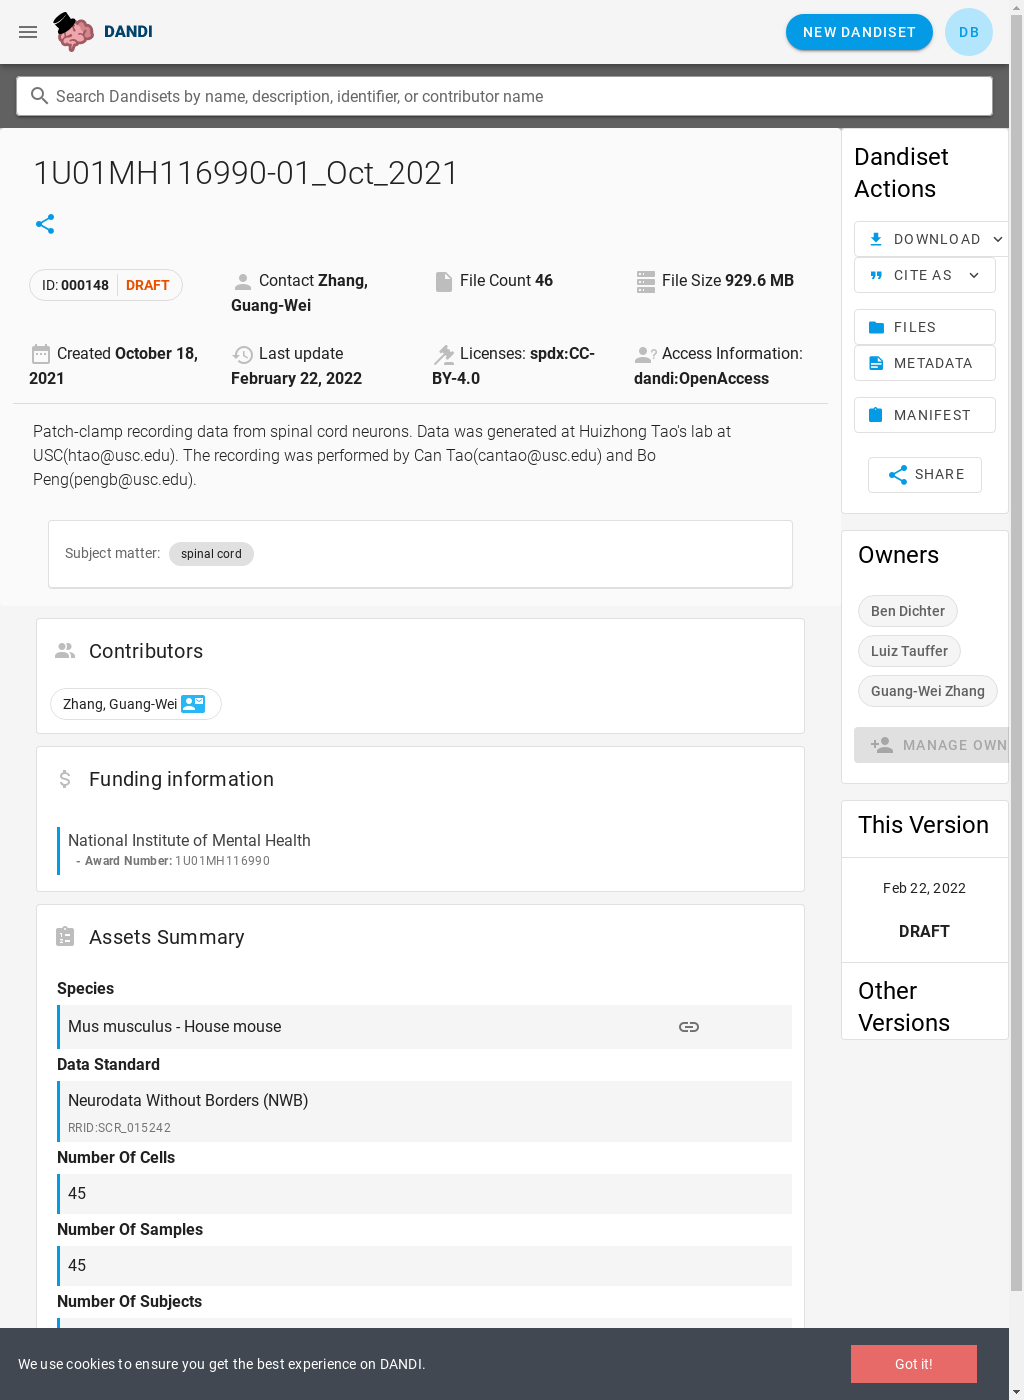 DANDI
NEW DANDISET
DB
Search Dandisets by name, description, identifier, or contributor name
1U01MH116990-01_Oct_2021
ID: 000148 DRAFT
Contact Zhang,
Guang-Wei
File Count 46
File Size 929.6 MB
Created October 18,
2021
Last update
February 22, 2022
Licenses: spdx:CC-
BY-4.0
Access Information:
dandi:OpenAccess
Patch-clamp recording data from spinal cord neurons. Data was generated at Huizhong Tao's lab at
USC(htao@usc.edu). The recording was performed by Can Tao(cantao@usc.edu) and Bo
Peng(pengb@usc.edu).
Subject matter: spinal cord
Contributors
Zhang, Guang-Wei
Funding information
National Institute of Mental Health
- Award Number: 1U01MH116990
Assets Summary
Species
Mus musculus - House mouse
Data Standard
Neurodata Without Borders (NWB)
RRID:SCR_015242
Number Of Cells
45
Number Of Samples
45
Number Of Subjects
Dandiset
Actions
DOWNLOAD
CITE AS
FILES
METADATA
MANIFEST
SHARE
Owners
Ben Dichter
Luiz Tauffer
Guang-Wei Zhang
MANAGE OWN
This Version
Feb 22, 2022
DRAFT
Other
Versions
We use cookies to ensure you get the best experience on DANDI.
Got it!